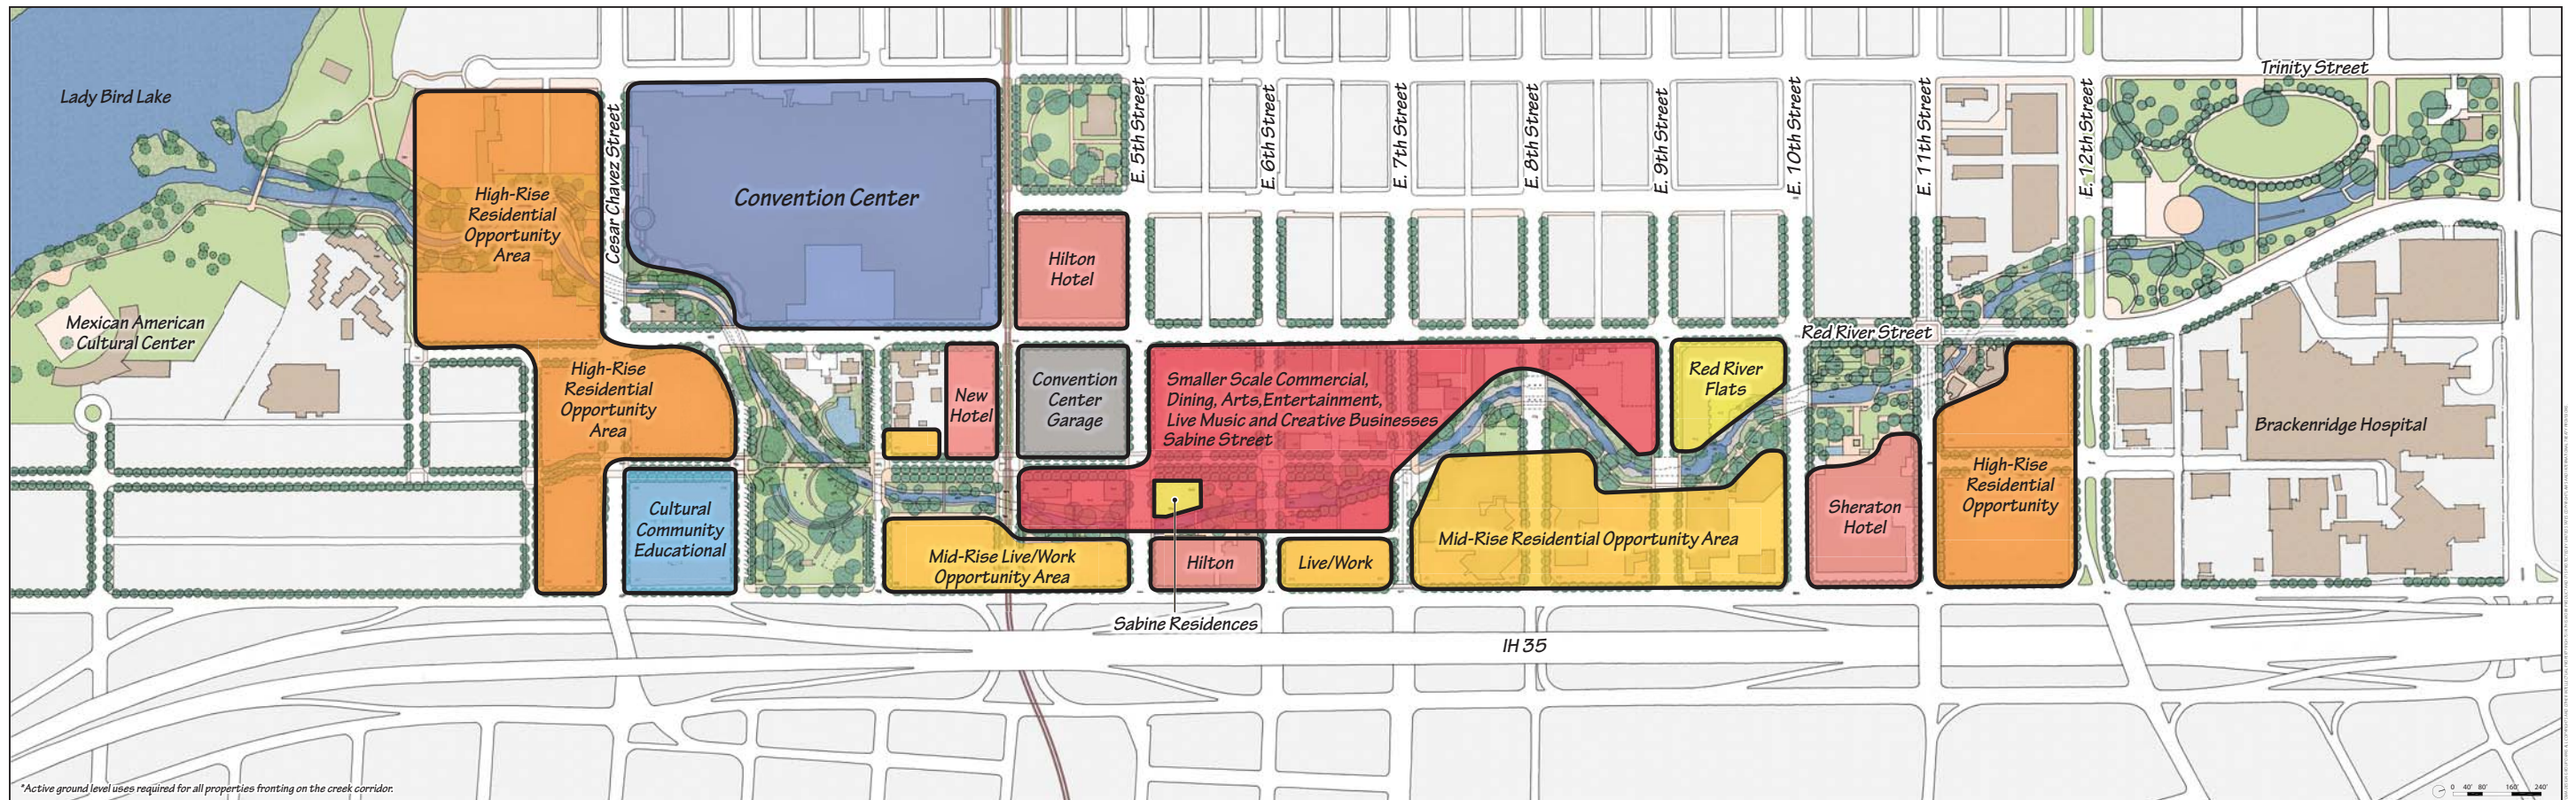 Lady Bird Lake
Mexican American
Cultural Center
High-Rise
Residential
Opportunity
Area
High-Rise
Residential
Opportunity
Area
Cesar Chavez Street
Convention Center
Cultural
Community
Educational
New
Hotel
Hilton
Hotel
Convention
Center
Garage
Mid-Rise Live/Work
Opportunity Area
E. 5th Street
E. 6th Street
E. 7th Street
E. 8th Street
E. 9th Street
E. 10th Street
E. 11th Street
E. 12th Street
Trinity Street
Smaller Scale Commercial,
Dining, Arts,Entertainment,
Live Music and Creative Businesses
Sabine Street
Hilton
Live/Work
Sabine Residences
Mid-Rise Residential Opportunity Area
Red River
Flats
Red River Street
Sheraton
Hotel
High-Rise
Residential
Opportunity
Brackenridge Hospital
IH 35
*Active ground level uses required for all properties fronting on the creek corridor.
0 40' 80' 160' 240'